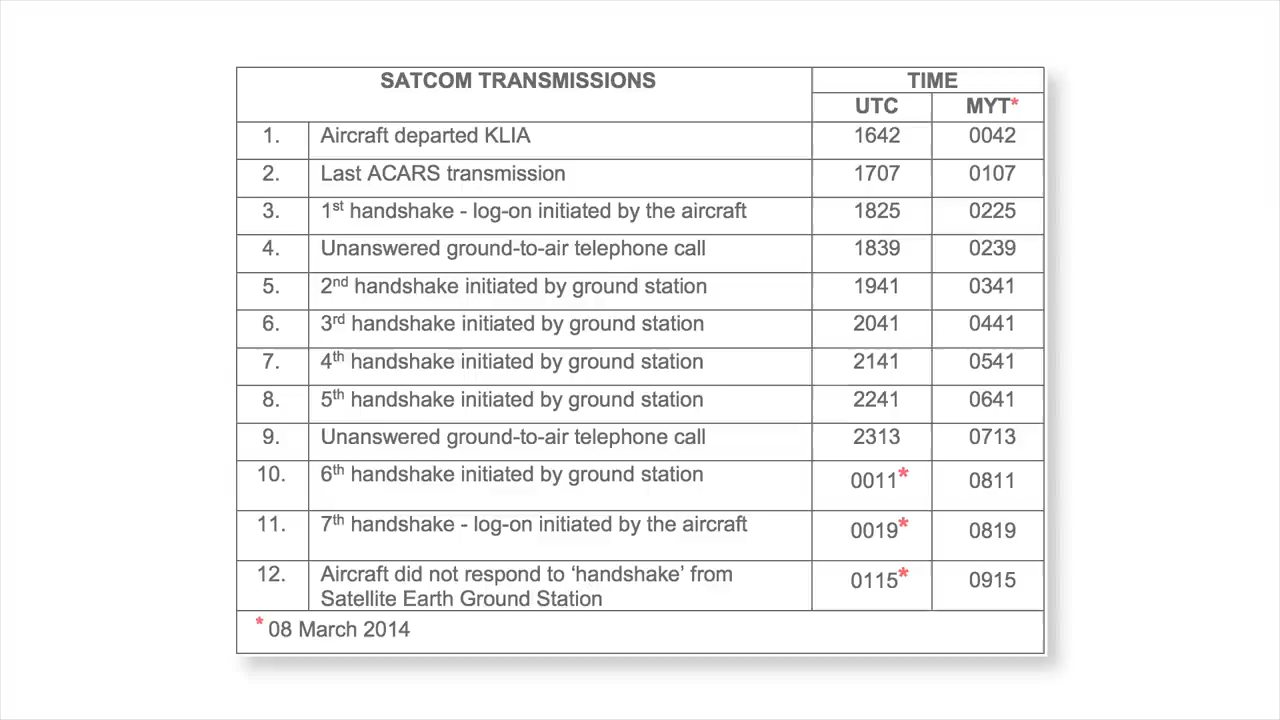 SATCOM TRANSMISSIONS TIME
UTC MYT*
1. Aircraft departed KLIA 1642 0042
2. Last ACARS transmission 1707 0107
3. 1st handshake - log-on initiated by the aircraft 1825 0225
4. Unanswered ground-to-air telephone call 1839 0239
5. 2nd handshake initiated by ground station 1941 0341
6. 3rd handshake initiated by ground station 2041 0441
7. 4th handshake initiated by ground station 2141 0541
8. 5th handshake initiated by ground station 2241 0641
9. Unanswered ground-to-air telephone call 2313 0713
10. 6th handshake initiated by ground station 0011* 0811
11. 7th handshake - log-on initiated by the aircraft 0019* 0819
12. Aircraft did not respond to ‘handshake’ from 0115* 0915
Satellite Earth Ground Station
* 08 March 2014